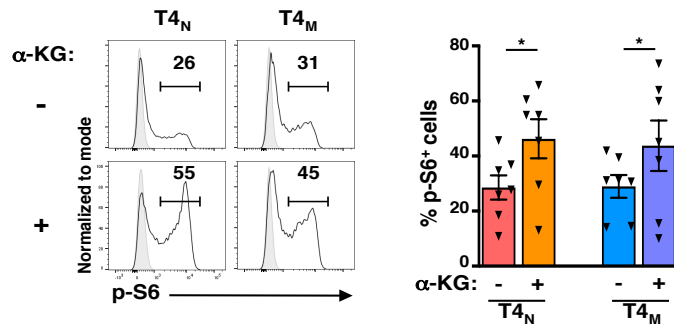 T4N T4M
α-KG:
- 26 31
+ 55 45
Normalized to mode
p-S6
* *
80
60
40
20
0
% p-S6+ cells
α-KG: - + - +
T4N T4M